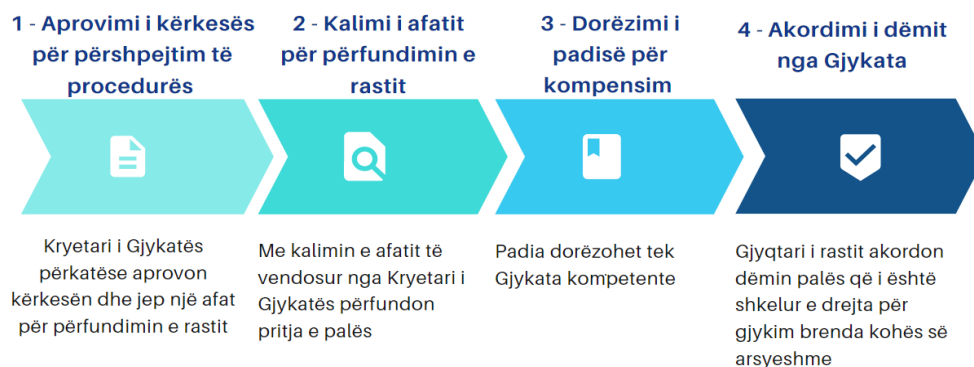 1 - Aprovimi i kërkesës
për përshpejtim të
procedurës
2 - Kalimi i afatit
për përfundimin e
rastit
3 - Dorëzimi i
padisë për
kompensim
4 - Akordimi i dëmit
nga Gjykata
Kryetari i Gjykatës
përkatëse aprovon
kërkesën dhe jep një afat
për përfundimin e rastit
Me kalimin e afatit të
vendosur nga Kryetari i
Gjykatës përfundon
pritja e palës
Padia dorëzohet tek
Gjykata kompetente
Gjyqtari i rastit akordon
dëmin palës që i është
shkelur e drejta për
gjykim brenda kohës së
arsyeshme